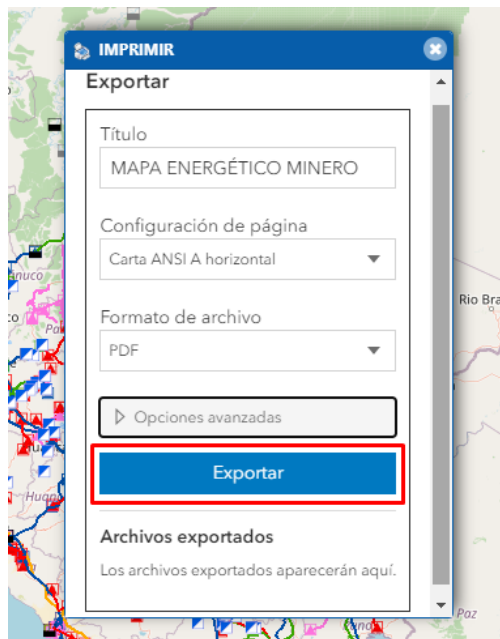 IMPRIMIR
Exportar
Título
MAPA ENERGÉTICO MINERO
Configuración de página
Carta ANSI A horizontal
Rio Bra
Formato de archivo
PDF
Opciones avanzadas
Exportar
Archivos exportados
Los archivos exportados aparecerán aquí.
Paz